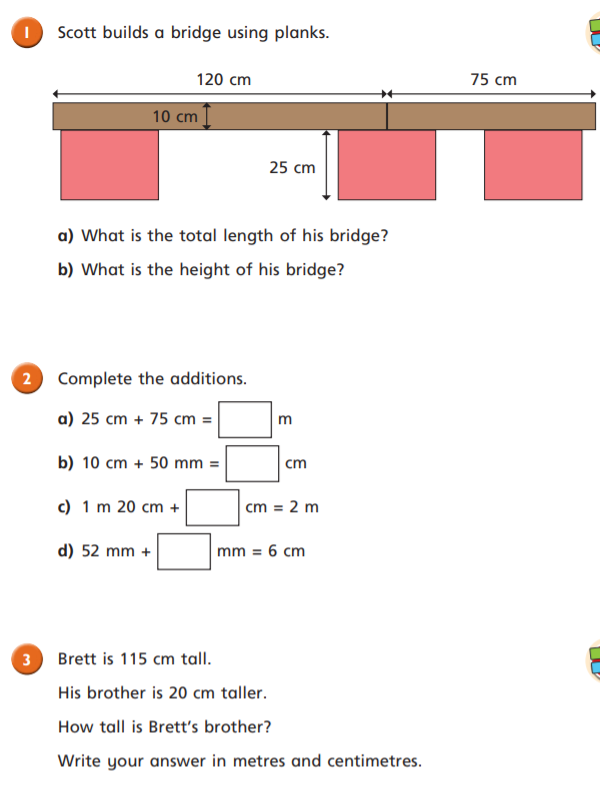 1 Scott builds a bridge using planks.
120 cm 75 cm
10 cm
25 cm
a) What is the total length of his bridge?
b) What is the height of his bridge?
2 Complete the additions.
a) 25 cm + 75 cm = m
b) 10 cm + 50 mm = cm
c) 1 m 20 cm + cm = 2 m
d) 52 mm + mm = 6 cm
3 Brett is 115 cm tall.
His brother is 20 cm taller.
How tall is Brett’s brother?
Write your answer in metres and centimetres.